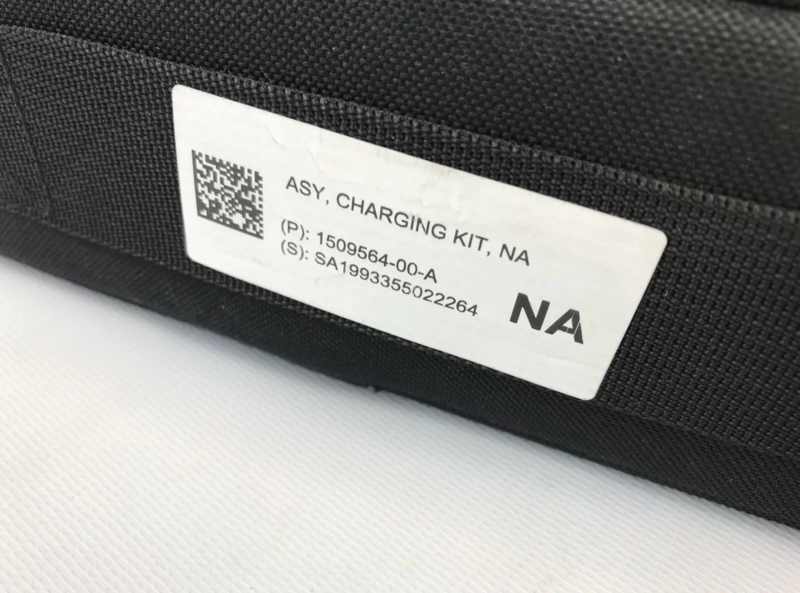 ASY, CHARGING KIT, NA
(P): 1509564-00-A
(S): SA1993355022264
NA